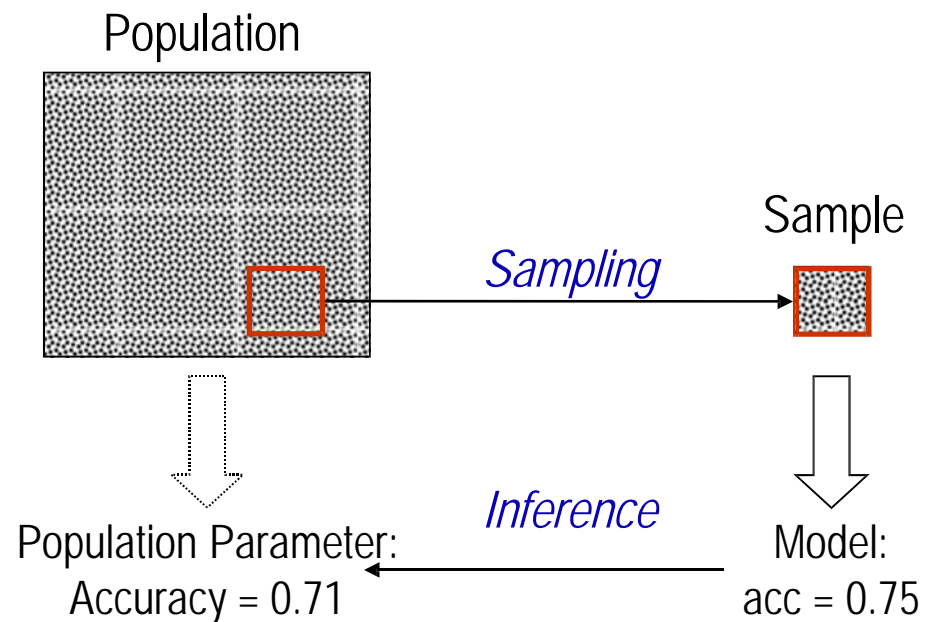 Population
Sample
Sampling
Inference
Population Parameter:
Accuracy = 0.71
Model:
acc = 0.75